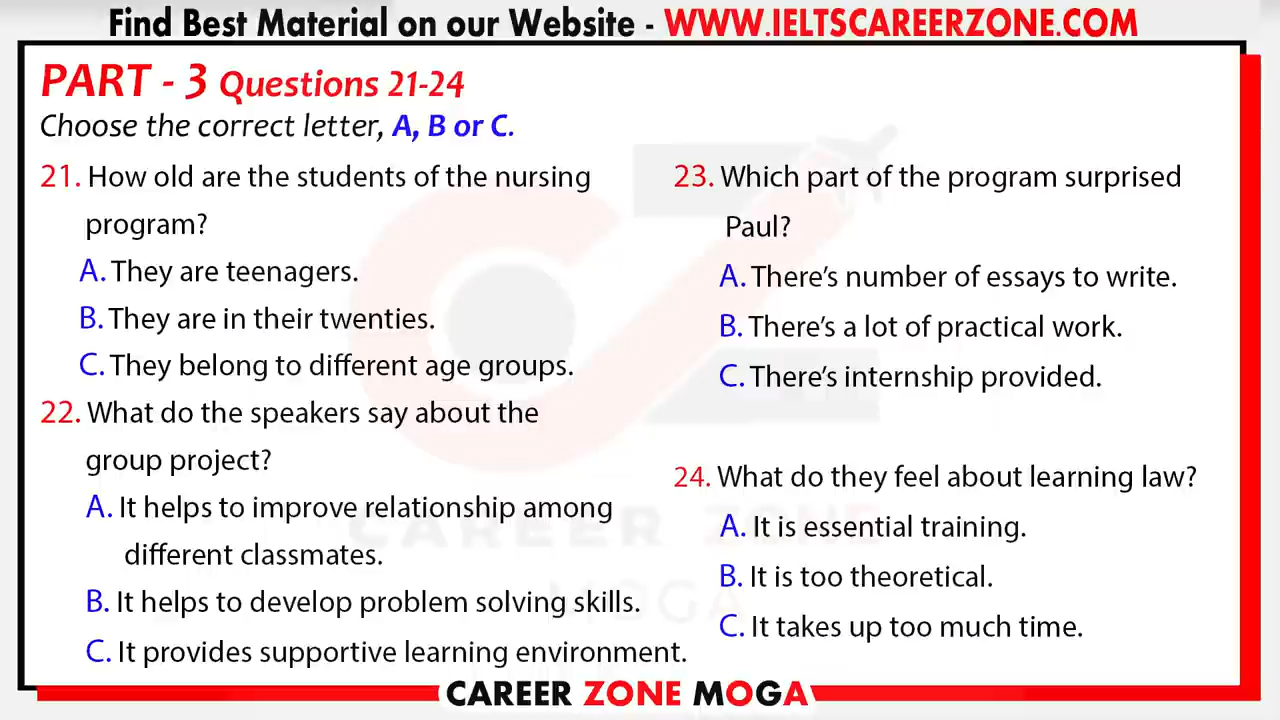 Find Best Material on our Website - WWW.IELTSCAREERZONE.COM
PART - 3 Questions 21-24
Choose the correct letter, A, B or C.
21. How old are the students of the nursing
program?
A. They are teenagers.
B. They are in their twenties.
C. They belong to different age groups.
22. What do the speakers say about the
group project?
A. It helps to improve relationship among
different classmates.
B. It helps to develop problem solving skills.
C. It provides supportive learning environment.
23. Which part of the program surprised
Paul?
A. There's number of essays to write.
B. There's a lot of practical work.
C. There's internship provided.
24. What do they feel about learning law?
A. It is essential training.
B. It is too theoretical.
C. It takes up too much time.
CZ
CAREER ZONE
MOGA
CAREER ZONE MOGA